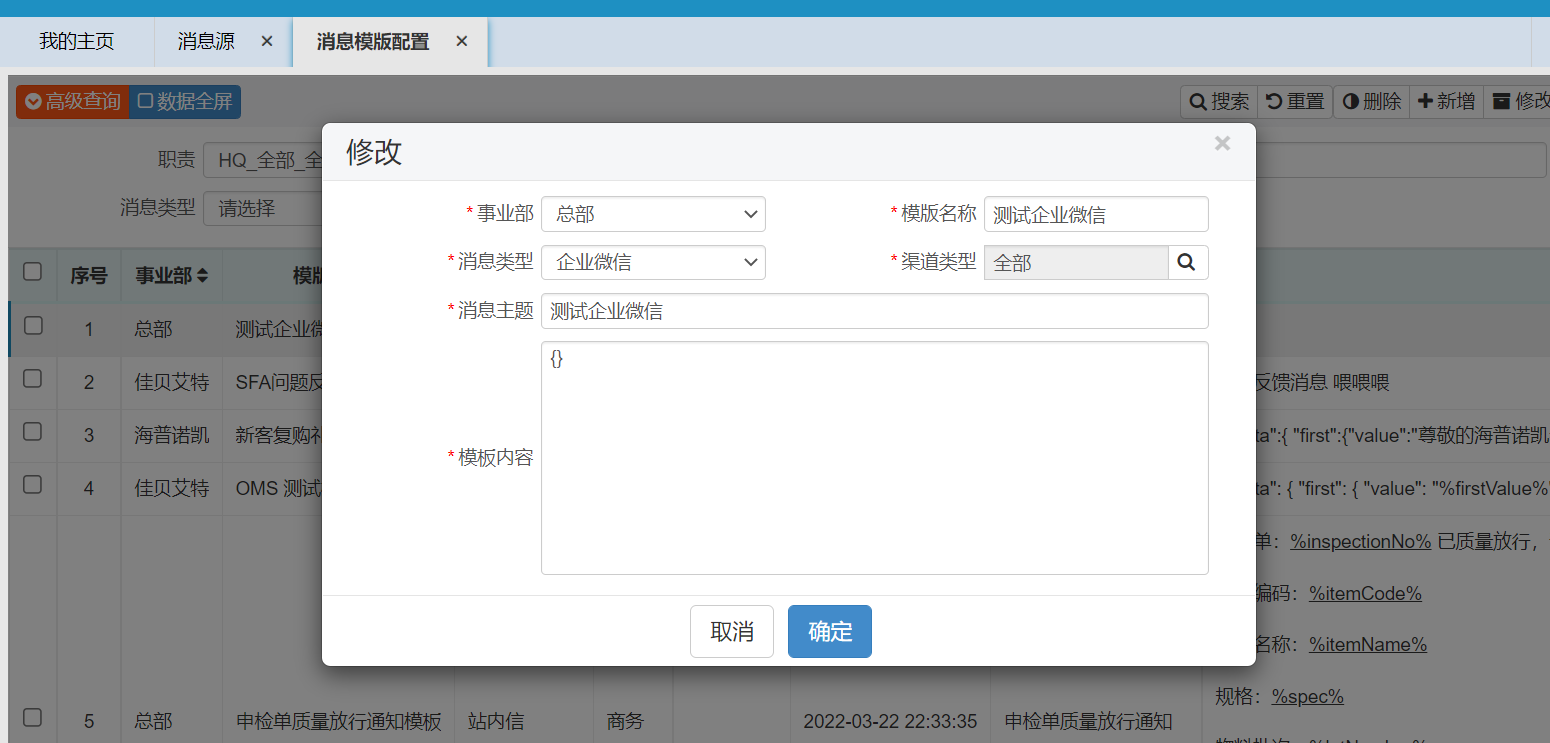 我的主页 消息源 × 消息模版配置 ×
高级查询 数据全屏 搜索 重置 删除 新增 修改
职责 HQ_全部_全
消息类型 请选择
修改 ×
*事业部 总部 *模版名称 测试企业微信
*消息类型 企业微信 *渠道类型 全部
*消息主题 测试企业微信
*模板内容 {}
取消 确定
序号 事业部 模版
1 总部 测试企业微
2 佳贝艾特 SFA问题反 反馈消息 喂喂喂
3 海普诺凯 新客复购礼 ta":{ "first":{"value":"尊敬的海普诺凯
4 佳贝艾特 OMS 测试 ta": { "first": { "value": "%firstValue%"
单：%inspectionNo% 已质量放行，
编码：%itemCode%
名称：%itemName%
规格：%spec%
5 总部 申检单质量放行通知模板 站内信 商务 2022-03-22 22:33:35 申检单质量放行通知